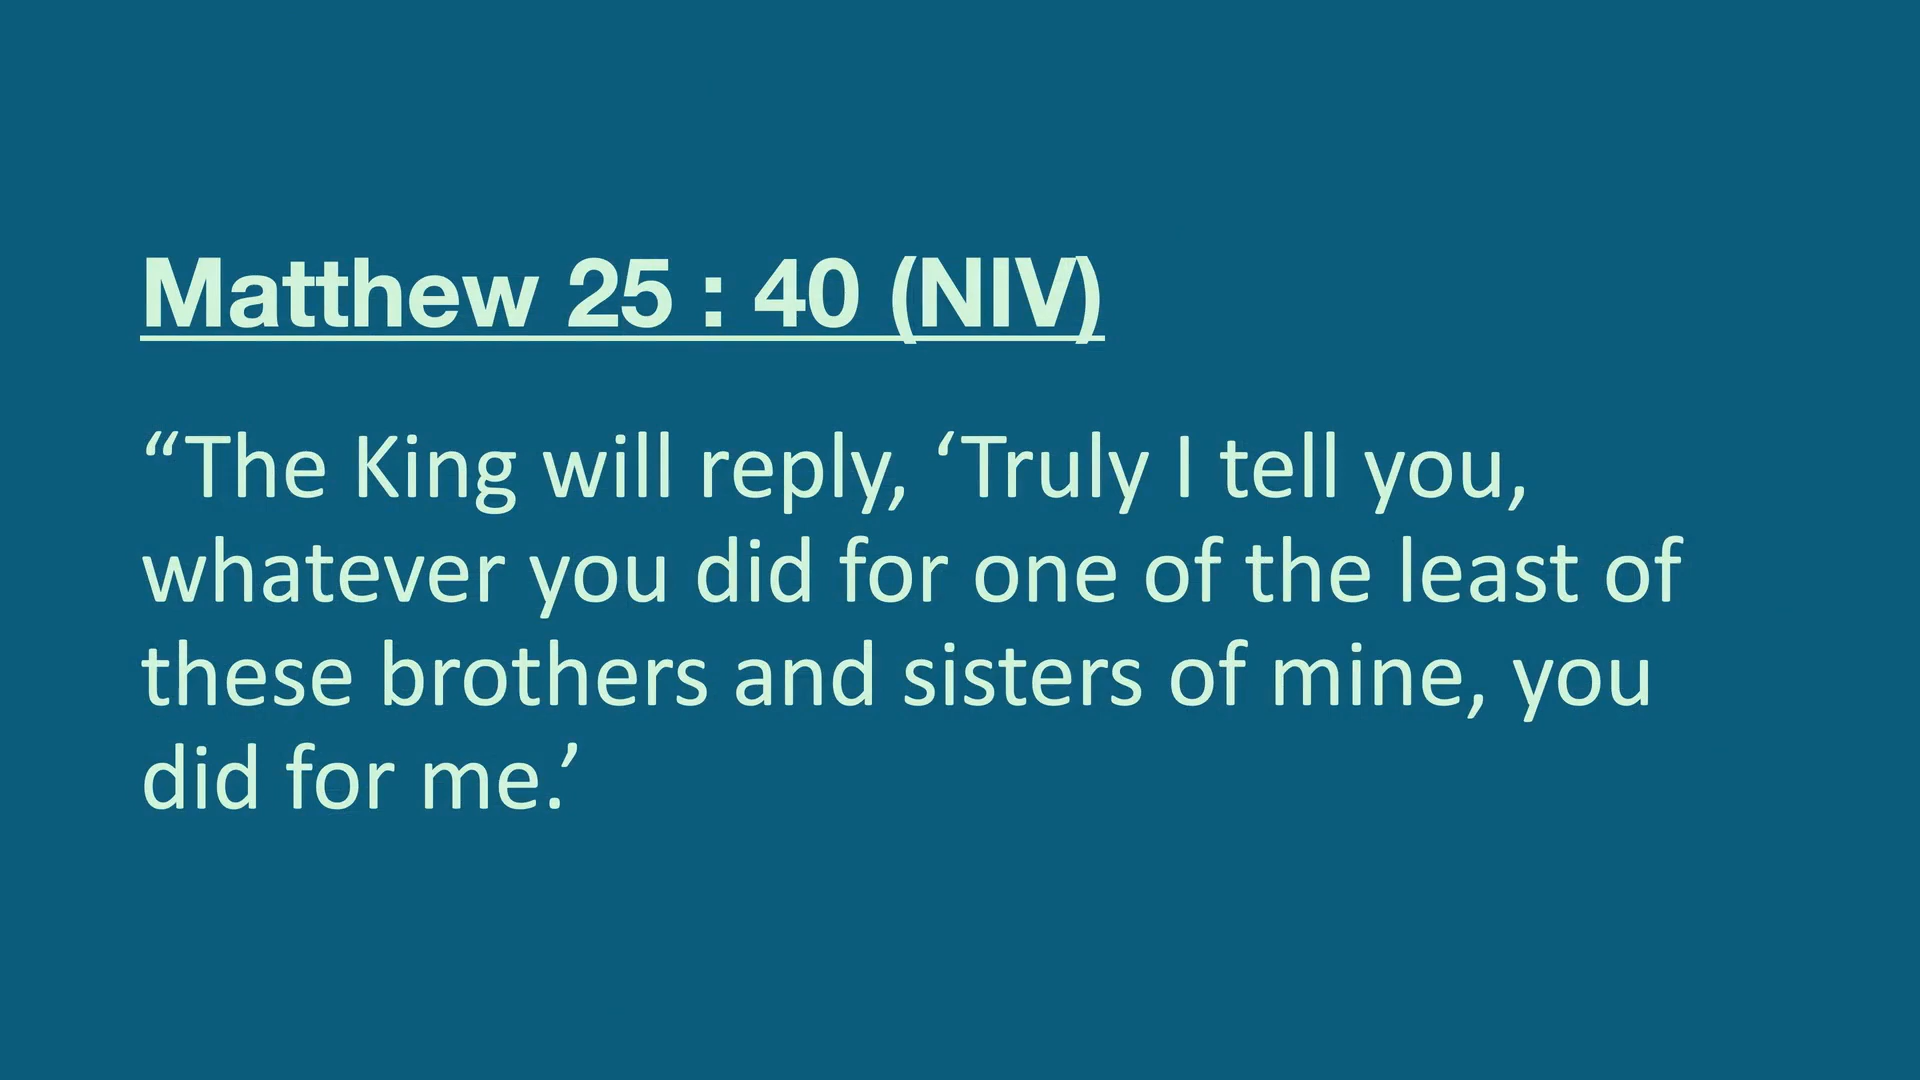 Matthew 25 : 40 (NIV)
“The King will reply, ‘Truly I tell you,
whatever you did for one of the least of
these brothers and sisters of mine, you
did for me.’